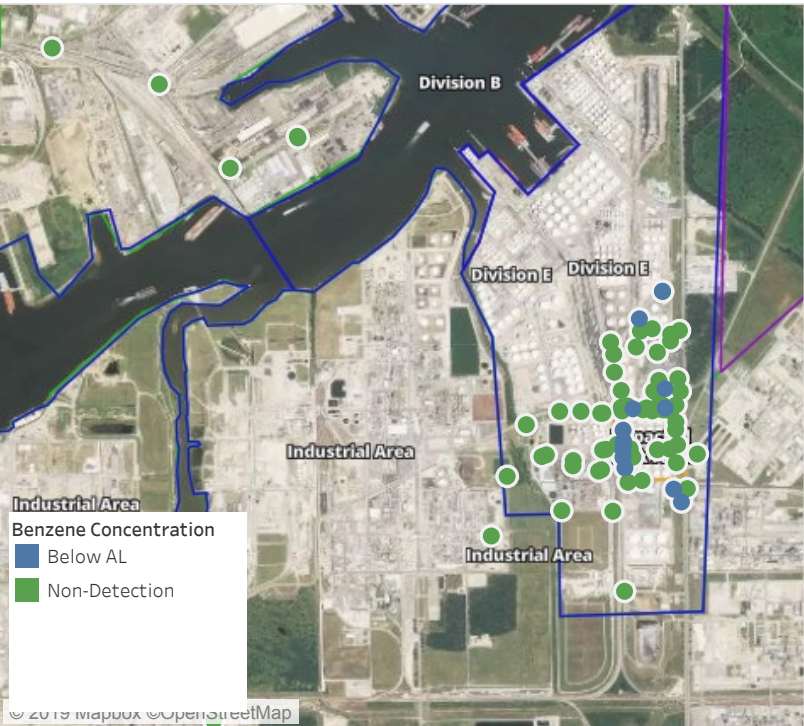 Division B
Division E
Division E
Industrial Area
Industrial Area
Industrial Area
Benzene Concentration
Below AL
Non-Detection
© 2019 Mapbox ©OpenStreetMap